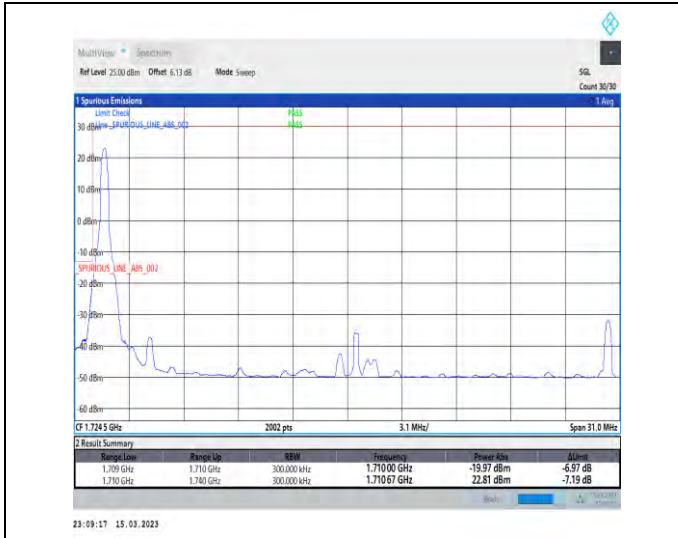 MultiView Spectrum
Ref Level 25.00 dBm Offset 6.13 dB Mode Sweep SGL
Count 30/30
1 Spurious Emissions 1 Avg
Limit Check PASS
Line _SPURIOUS_LINE_ABS_002 PASS
30 dBm
20 dBm
10 dBm
0 dBm
-10 dBm
SPURIOUS_LINE_ABS_002
-20 dBm
-30 dBm
-40 dBm
-50 dBm
-60 dBm
CF 1.724 5 GHz 2002 pts 3.1 MHz/ Span 31.0 MHz
2 Result Summary
Range Low Range Up RBW Frequency Power Abs ΔLimit
1.709 GHz 1.710 GHz 300.000 kHz 1.71000 GHz -19.97 dBm -6.97 dB
1.710 GHz 1.740 GHz 300.000 kHz 1.71067 GHz 22.81 dBm -7.19 dB
23:09:17 15.03.2023